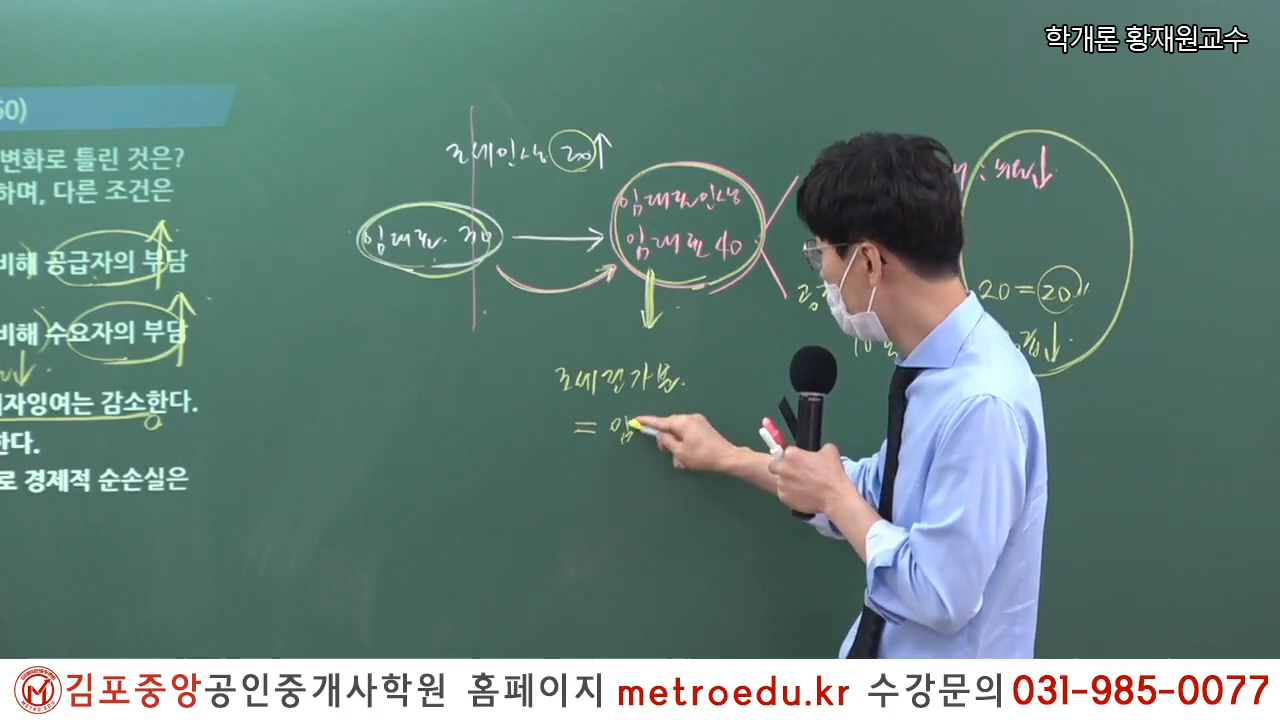 학개론 황재원교수
50)
변화로 틀린 것은?
하며, 다른 조건은
비해 공급자의 부담
비해 수요자의 부담
자잉여는 감소한다.
한다.
로 경제적 순손실은
조세인상 20↑
임대료 30
임대료인상
임대료 40
20 = 20
조세전가분
= 임
METRO EDU
김포중앙공인중개사학원 홈페이지 metroedu.kr 수강문의 031-985-0077